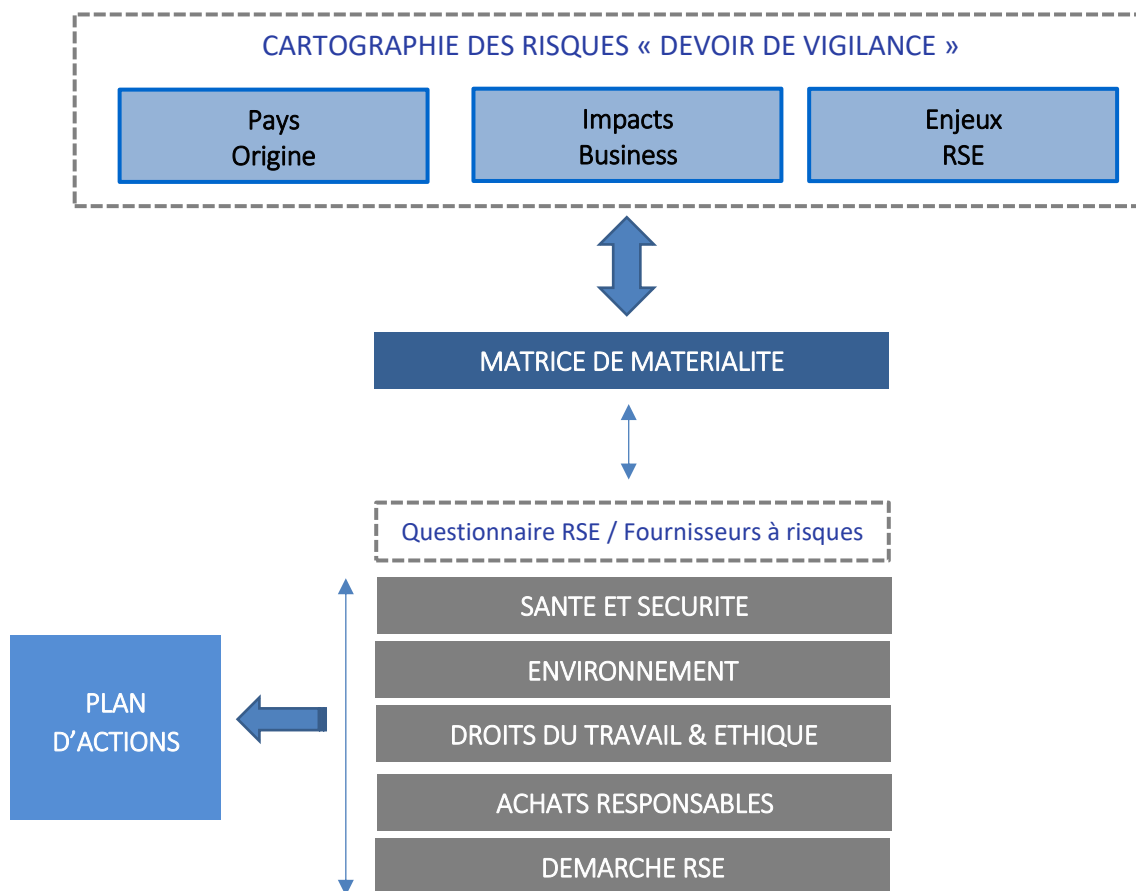 CARTOGRAPHIE DES RISQUES « DEVOIR DE VIGILANCE »
Pays
Origine
Impacts
Business
Enjeux
RSE
MATRICE DE MATERIALITE
Questionnaire RSE / Fournisseurs à risques
SANTE ET SECURITE
ENVIRONNEMENT
DROITS DU TRAVAIL & ETHIQUE
ACHATS RESPONSABLES
DEMARCHE RSE
PLAN
D’ACTIONS